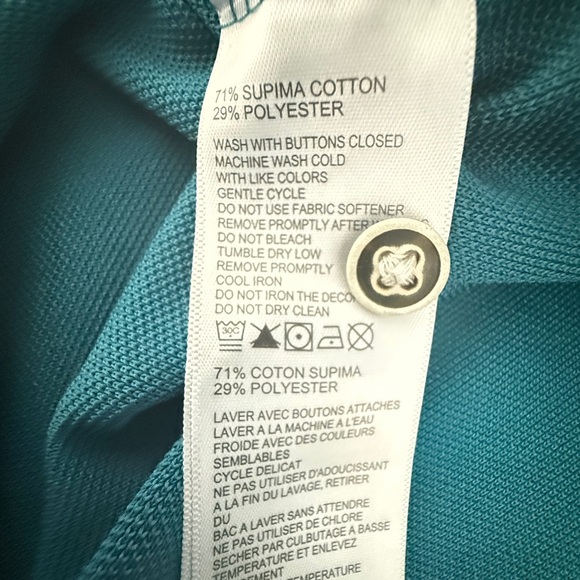 71% SUPIMA COTTON
29% POLYESTER
WASH WITH BUTTONS CLOSED
MACHINE WASH COLD
WITH LIKE COLORS
GENTLE CYCLE
DO NOT USE FABRIC SOFTENER
REMOVE PROMPTLY AFTER
DO NOT BLEACH
TUMBLE DRY LOW
REMOVE PROMPTLY
COOL IRON
DO NOT IRON THE
DO NOT DRY CLEAN
30C
71% COTON SUPIMA
29% POLYESTER
LAVER AVEC BOUTONS ATTACHES
LAVER A LA MACHINE A L'EAU
FROIDE AVEC DES COULEURS
SEMBLABLES
CYCLE DELICAT
NE PAS UTILISER D'ADOUCISSANT
A LA FIN DU LAVAGE, RETIRER
DU
BAC A LAVER SANS ATTENDRE
NE PAS UTILISER DE CHLORE
SECHER PAR CULBUTAGE A BASSE
TEMPERATURE ET ENLEVEZ
TEMPERATURE